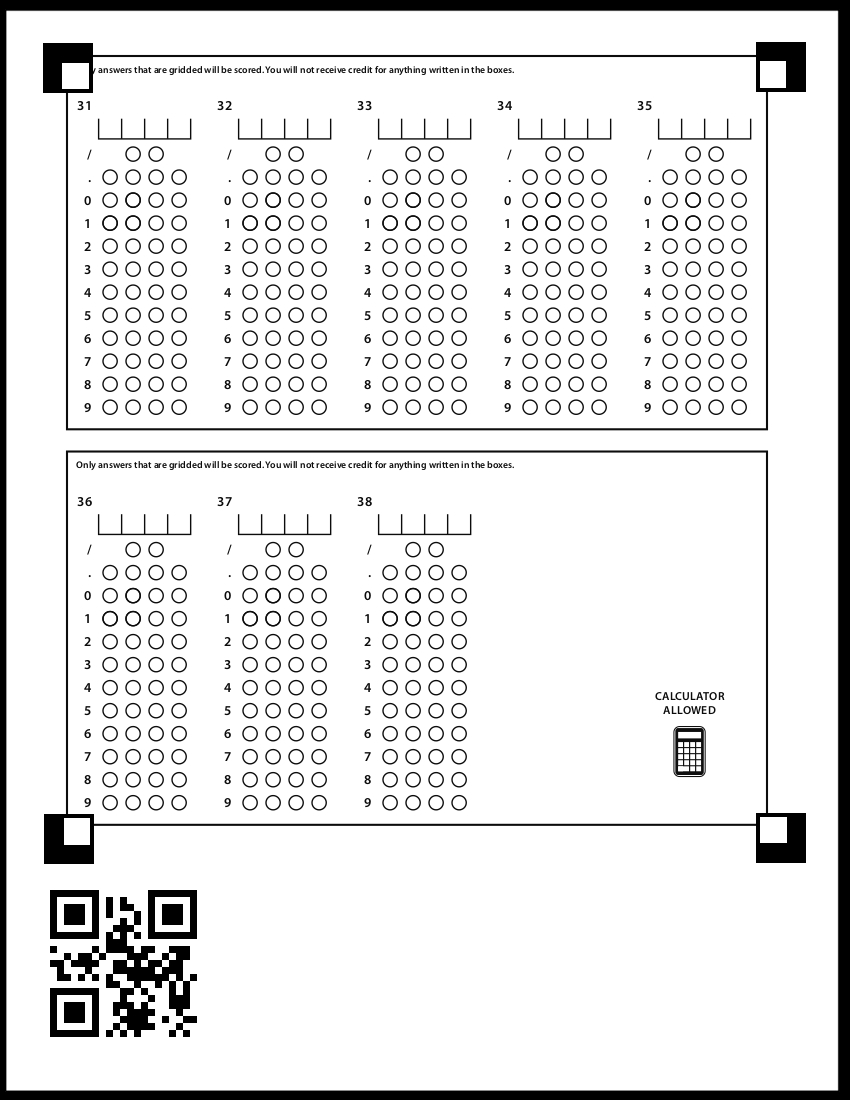 y answers that are gridded will be scored. You will not receive credit for anything written in the boxes.
31 32 33 34 35
/ / / / /
. . . . .
0 0 0 0 0
1 1 1 1 1
2 2 2 2 2
3 3 3 3 3
4 4 4 4 4
5 5 5 5 5
6 6 6 6 6
7 7 7 7 7
8 8 8 8 8
9 9 9 9 9
Only answers that are gridded will be scored. You will not receive credit for anything written in the boxes.
36 37 38
/ / /
. . .
0 0 0
1 1 1
2 2 2
3 3 3
4 4 4
5 5 5
6 6 6
7 7 7
8 8 8
9 9 9
CALCULATOR
ALLOWED